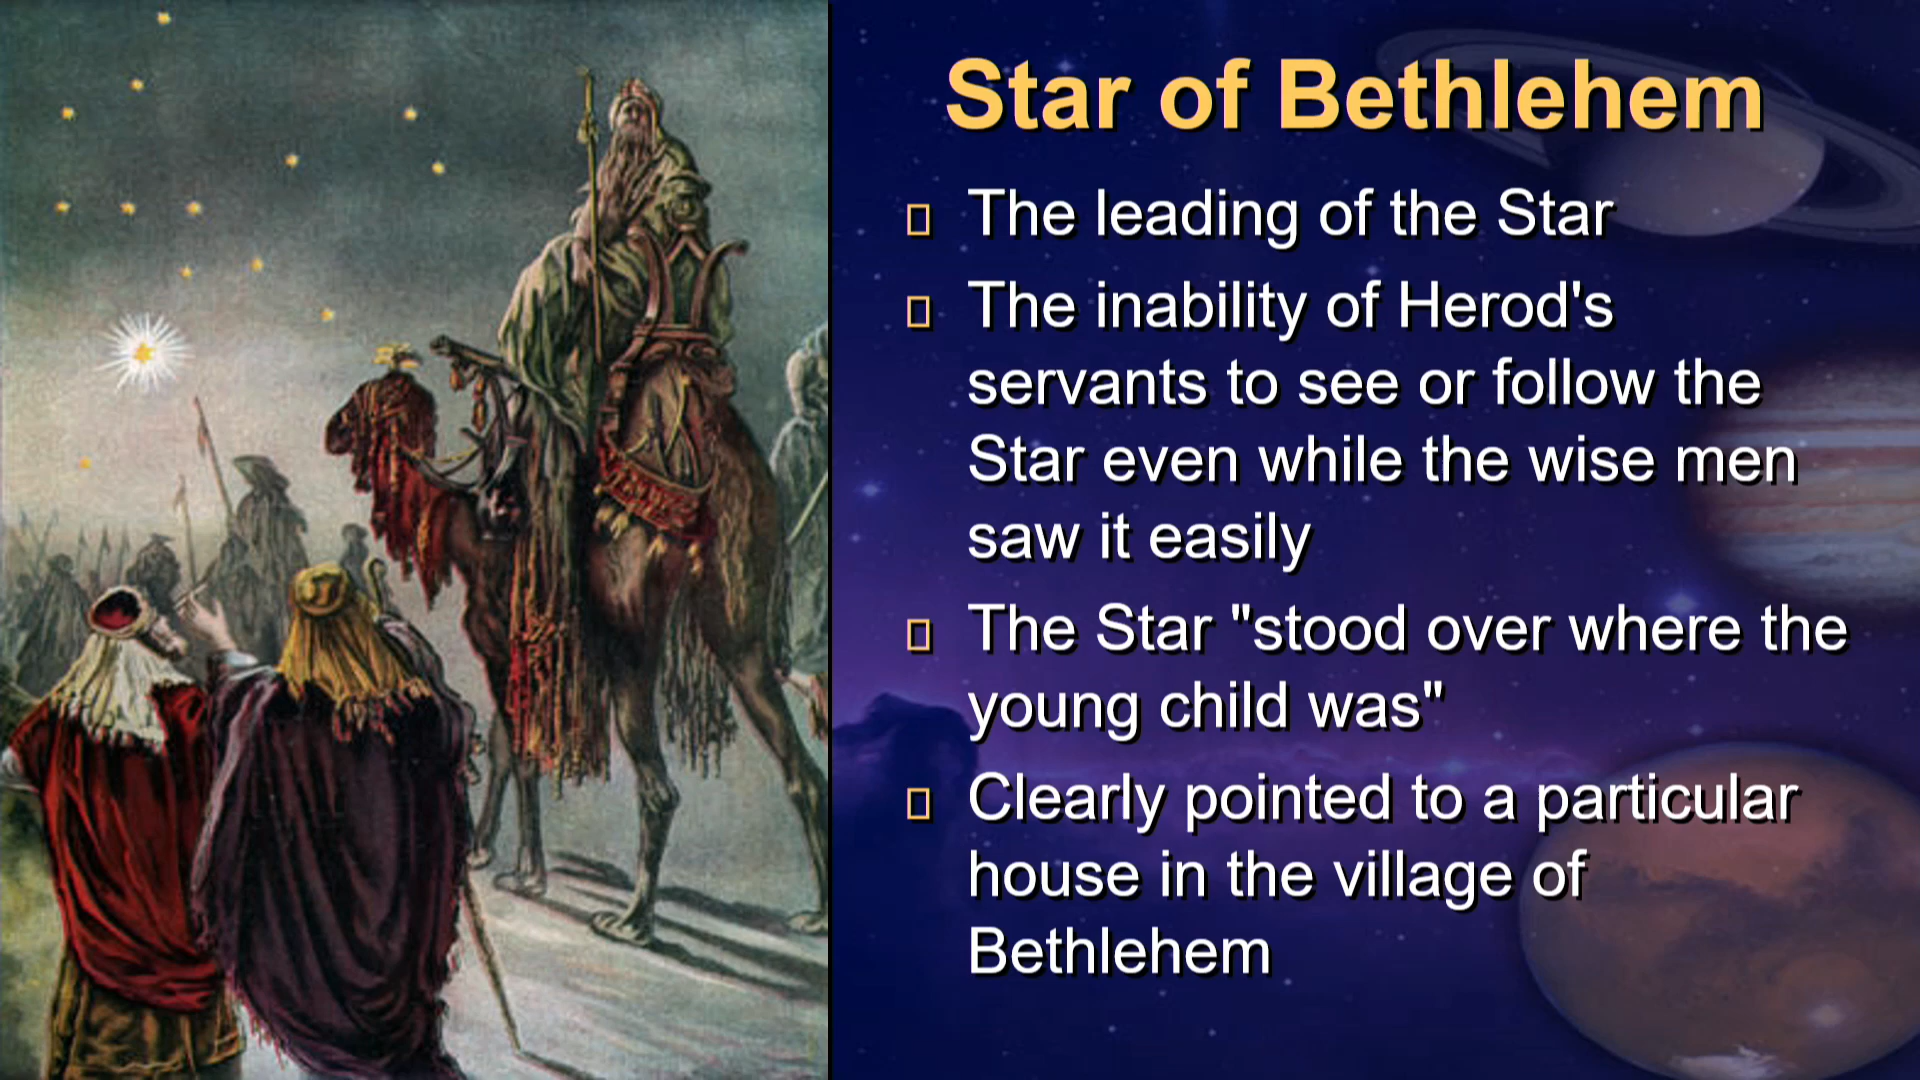 Star of Bethlehem
The leading of the Star
The inability of Herod's
servants to see or follow the
Star even while the wise men
saw it easily
The Star "stood over where the
young child was"
Clearly pointed to a particular
house in the village of
Bethlehem